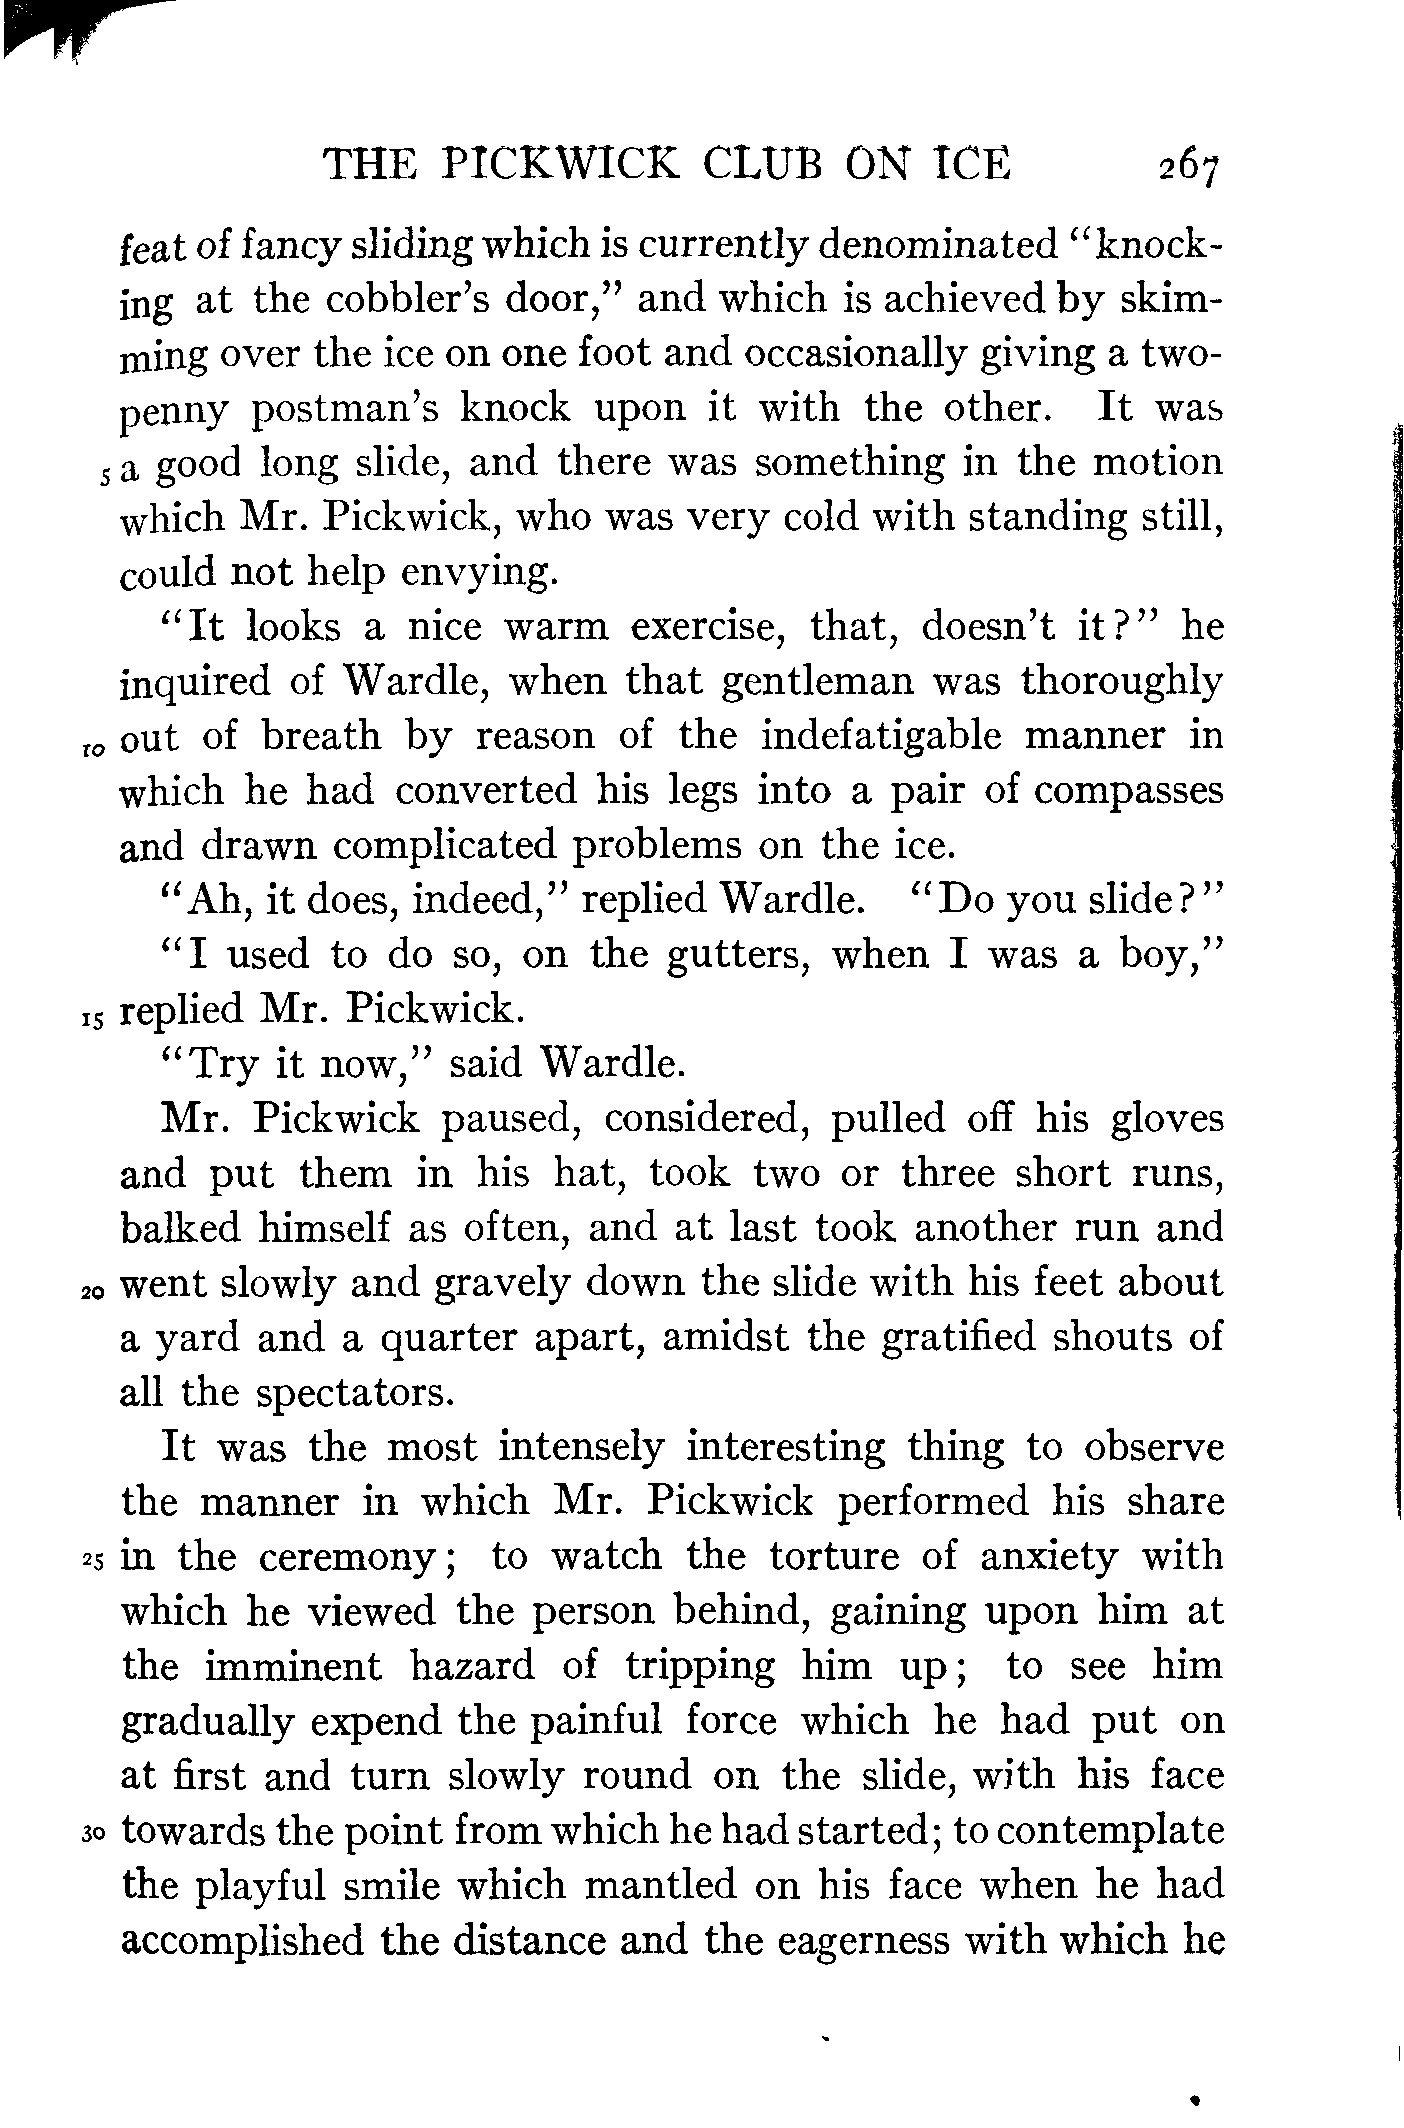 THE PICKWICK CLUB ON ICE 267
feat of fancy sliding which is currently denominated "knock-
ing at the cobbler's door," and which is achieved by skim-
ming over the ice on one foot and occasionally giving a two-
penny postman's knock upon it with the other. It was
5 a good long slide, and there was something in the motion
which Mr. Pickwick, who was very cold with standing still,
could not help envying.
"It looks a nice warm exercise, that, doesn't it?" he
inquired of Wardle, when that gentleman was thoroughly
10 out of breath by reason of the indefatigable manner in
which he had converted his legs into a pair of compasses
and drawn complicated problems on the ice.
"Ah, it does, indeed," replied Wardle. "Do you slide?"
"I used to do so, on the gutters, when I was a boy,"
15 replied Mr. Pickwick.
"Try it now," said Wardle.
Mr. Pickwick paused, considered, pulled off his gloves
and put them in his hat, took two or three short runs,
balked himself as often, and at last took another run and
20 went slowly and gravely down the slide with his feet about
a yard and a quarter apart, amidst the gratified shouts of
all the spectators.
It was the most intensely interesting thing to observe
the manner in which Mr. Pickwick performed his share
25 in the ceremony; to watch the torture of anxiety with
which he viewed the person behind, gaining upon him at
the imminent hazard of tripping him up; to see him
gradually expend the painful force which he had put on
at first and turn slowly round on the slide, with his face
30 towards the point from which he had started; to contemplate
the playful smile which mantled on his face when he had
accomplished the distance and the eagerness with which he